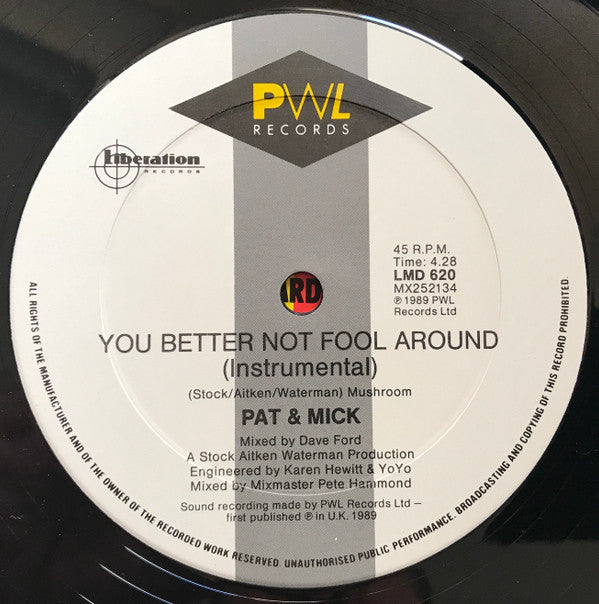 PWL
RECORDS
Liberation
RECORDS
45 R.P.M.
Time: 4.28
LMD 620
MX252134
℗ 1989 PWL
Records Ltd
RD
YOU BETTER NOT FOOL AROUND
(Instrumental)
(Stock/Aitken/Waterman) Mushroom
PAT & MICK
Mixed by Dave Ford
A Stock Aitken Waterman Production
Engineered by Karen Hewitt & YoYo
Mixed by Mixmaster Pete Hammond
Sound recording made by PWL Records Ltd –
first published ℗ in U.K. 1989
ALL RIGHTS OF THE MANUFACTURER AND OF THE OWNER OF THE RECORDED WORK RESERVED. UNAUTHORISED PUBLIC PERFORMANCE. BROADCASTING AND COPYING OF THIS RECORD PROHIBITED.